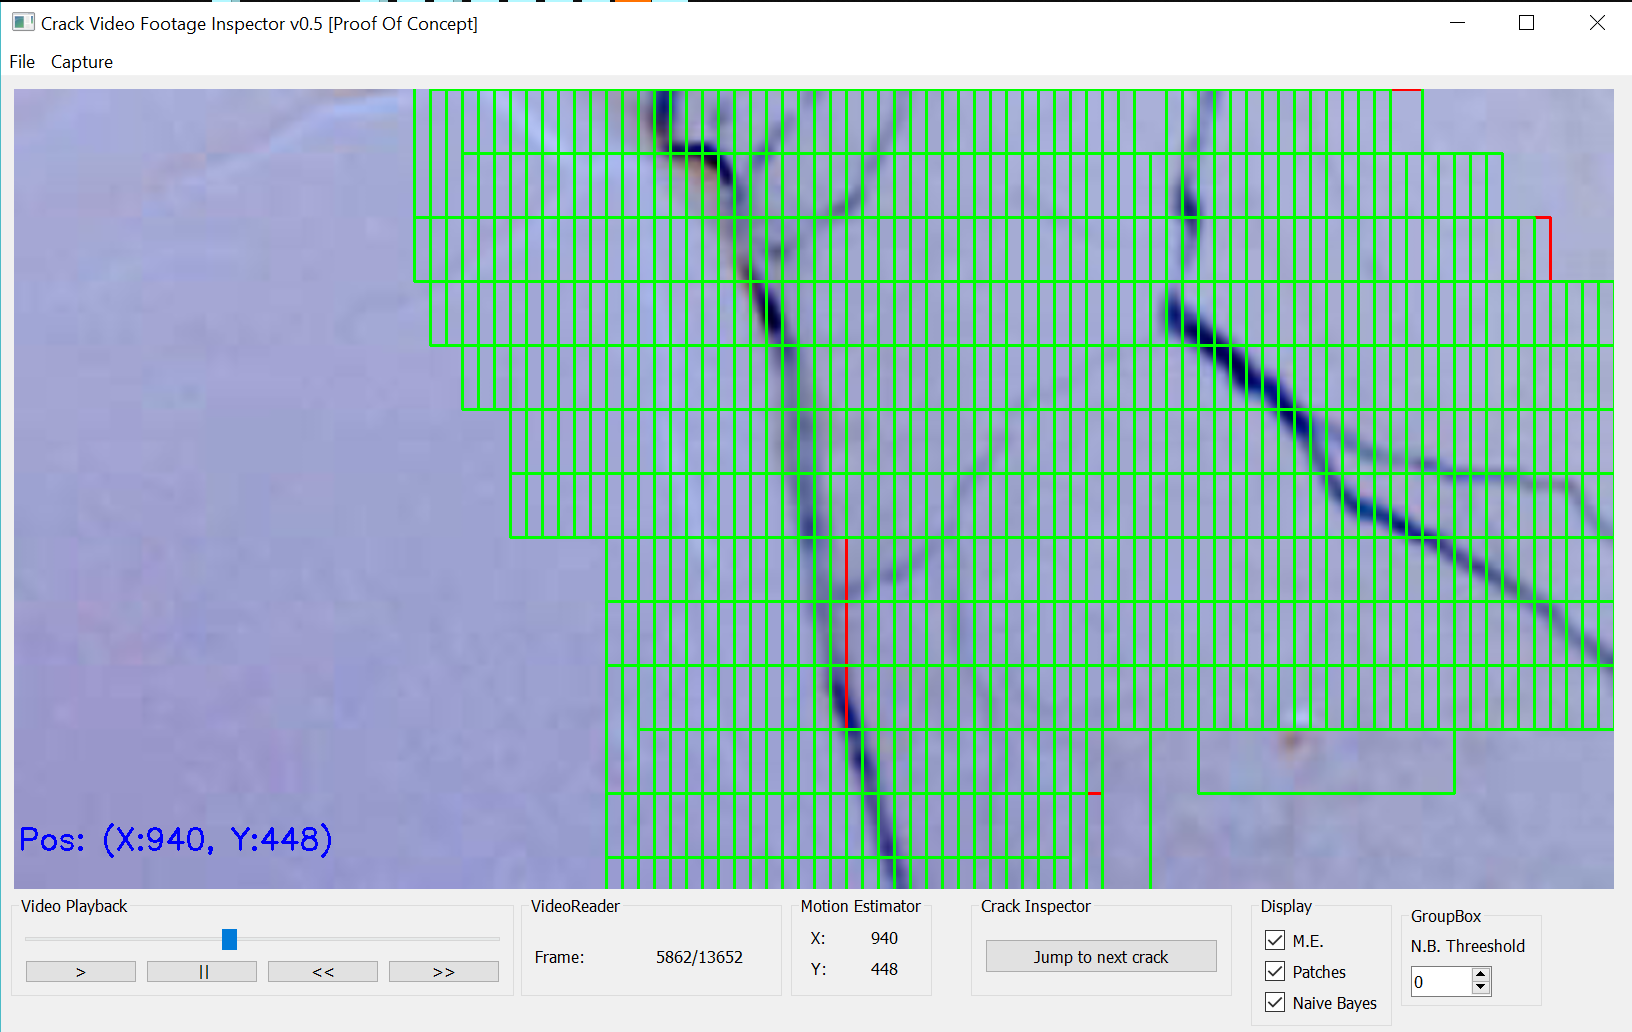 Crack Video Footage Inspector v0.5 [Proof Of Concept]
File Capture
Pos: (X:940, Y:448)
Video Playback
> || << >>
VideoReader
Frame: 5862/13652
Motion Estimator
X: 940
Y: 448
Crack Inspector
Jump to next crack
Display
M.E.
Patches
Naive Bayes
GroupBox
N.B. Threeshold
0